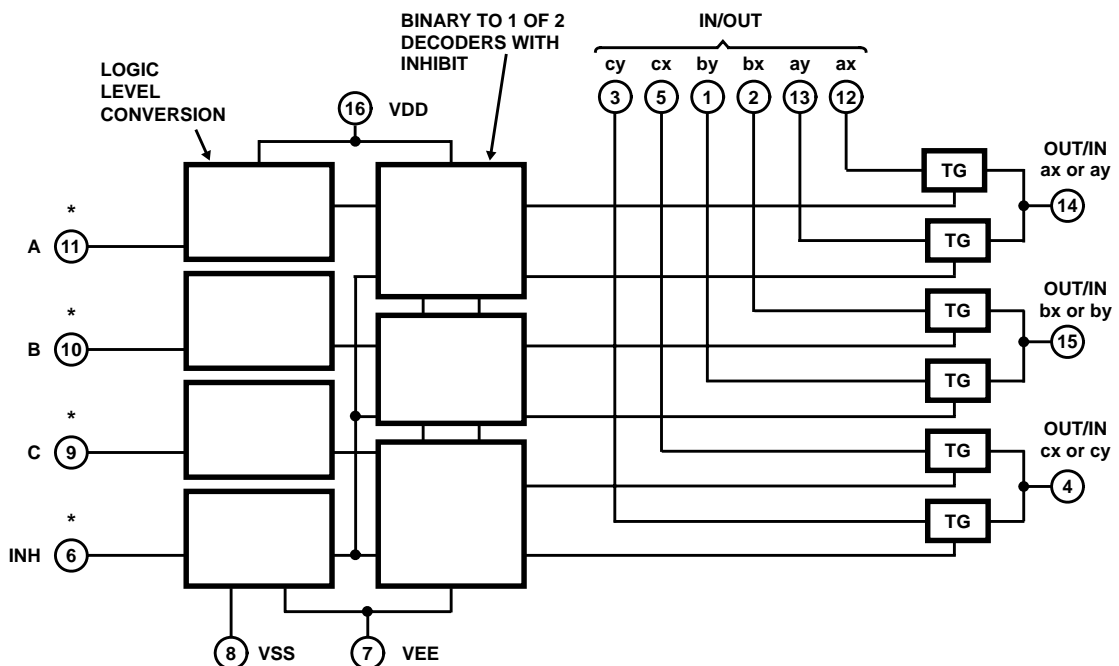 BINARY TO 1 OF 2
DECODERS WITH
INHIBIT
IN/OUT
LOGIC
LEVEL
CONVERSION
cy cx by bx ay ax
3 5 1 2 13 12
16 VDD
OUT/IN
ax or ay
TG
14
*
A 11
TG
OUT/IN
bx or by
TG
*
B 10
15
TG
*
C 9
OUT/IN
cx or cy
TG
4
*
INH 6
TG
8 VSS
7 VEE